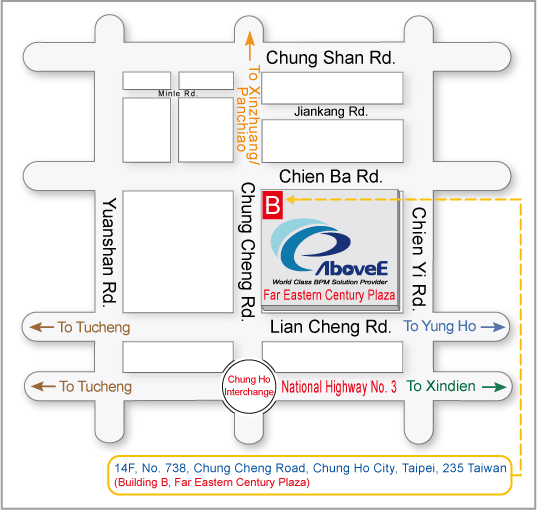 Chung Shan Rd.
To Xinzhuang/
Panchiao
Minle Rd.
Jiankang Rd.
Chien Ba Rd.
Yuanshan Rd.
Chung Cheng Rd.
B
AboveE
World Class BPM Solution Provider
Far Eastern Century Plaza
Chien Yi Rd.
To Tucheng
Lian Cheng Rd.
To Yung Ho
To Tucheng
Chung Ho
Interchange
National Highway No. 3
To Xindien
14F, No. 738, Chung Cheng Road, Chung Ho City, Taipei, 235 Taiwan
(Building B, Far Eastern Century Plaza)